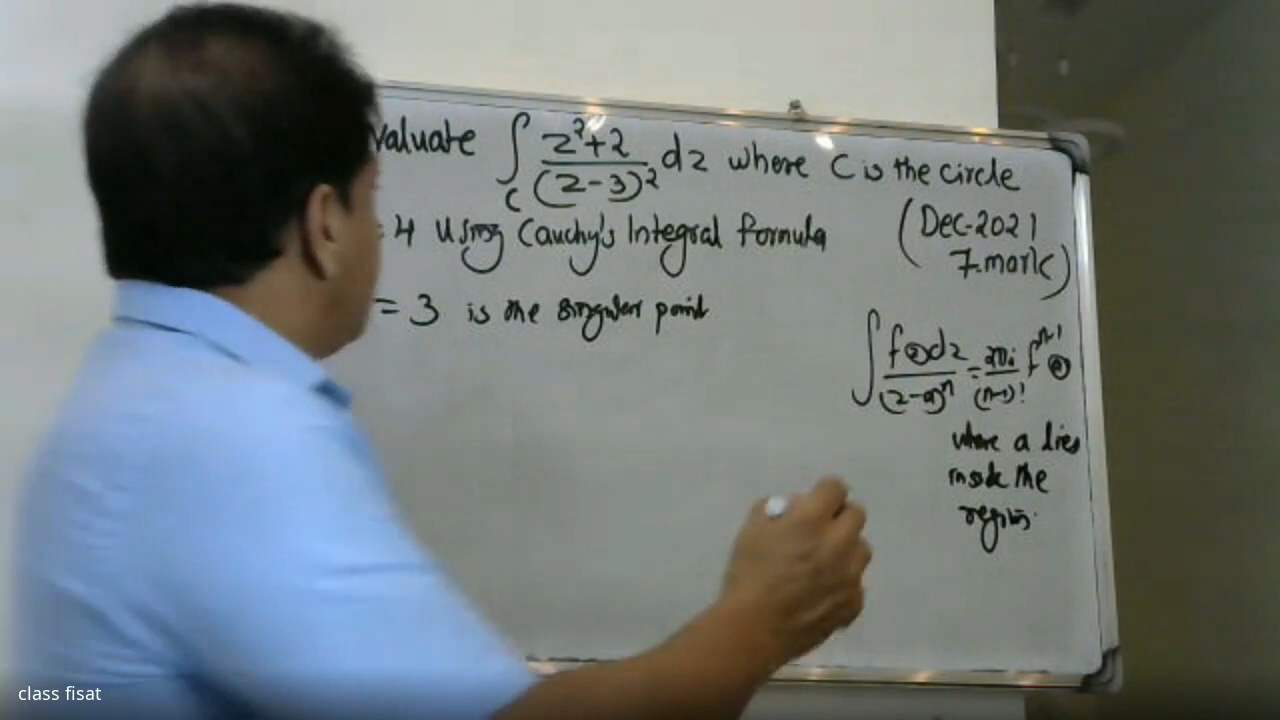 valuate ∫c z²+2/(z-3)² dz where C is the circle
= 4 Using Cauchy's Integral formula
(Dec-2021
7-mark)
= 3 is the singular point
∫ f(z)dz/(z-a)ⁿ = 2πi/(n-1)! fⁿ⁻¹(a)
where a lies
inside the
region.
class fisat